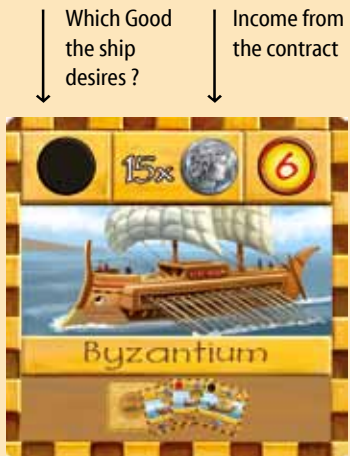 Which Good
the ship
desires ?
Income from
the contract
15x
6
Byzantium